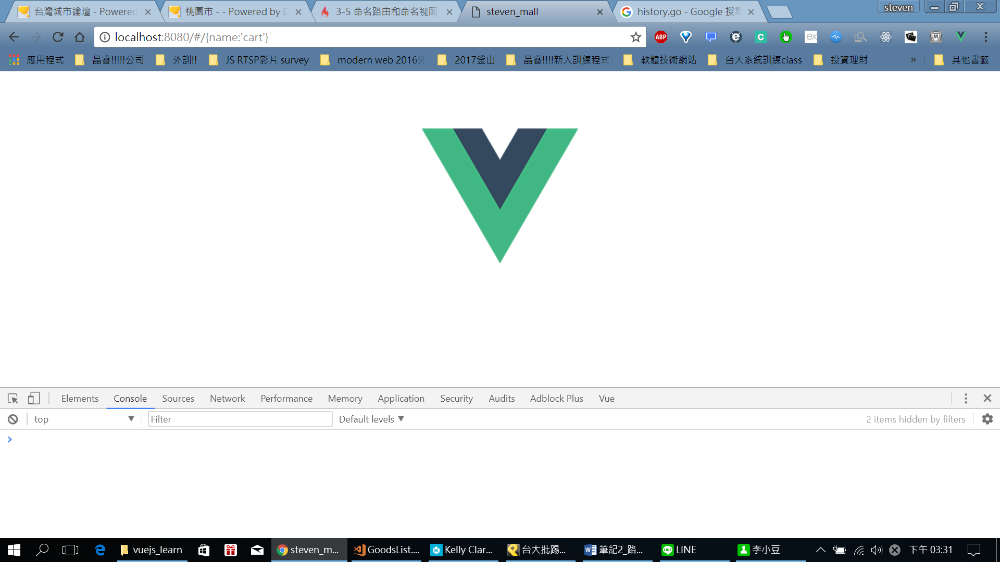 台灣城市論壇 - Powered
桃園市 - - Powered by D
3-5 命名路由和命名视图
steven_mall
history.go - Google 搜尋
steven
localhost:8080/#/{name:'cart'}
ABP
應用程式
晶睿!!!!!公司
外訓!!
JS RTSP影片 survey
modern web 2016外
2017釜山
晶睿!!!!新人訓練程式
軟體技術網站
台大系統訓練class
投資理財
»
其他書籤
Elements
Console
Sources
Network
Performance
Memory
Application
Security
Audits
Adblock Plus
Vue
top
Filter
Default levels
2 items hidden by filters
vuejs_learn
steven_m...
GoodsList....
Kelly Clar...
台大批踢...
筆記2_路...
LINE
李小豆
下午 03:31